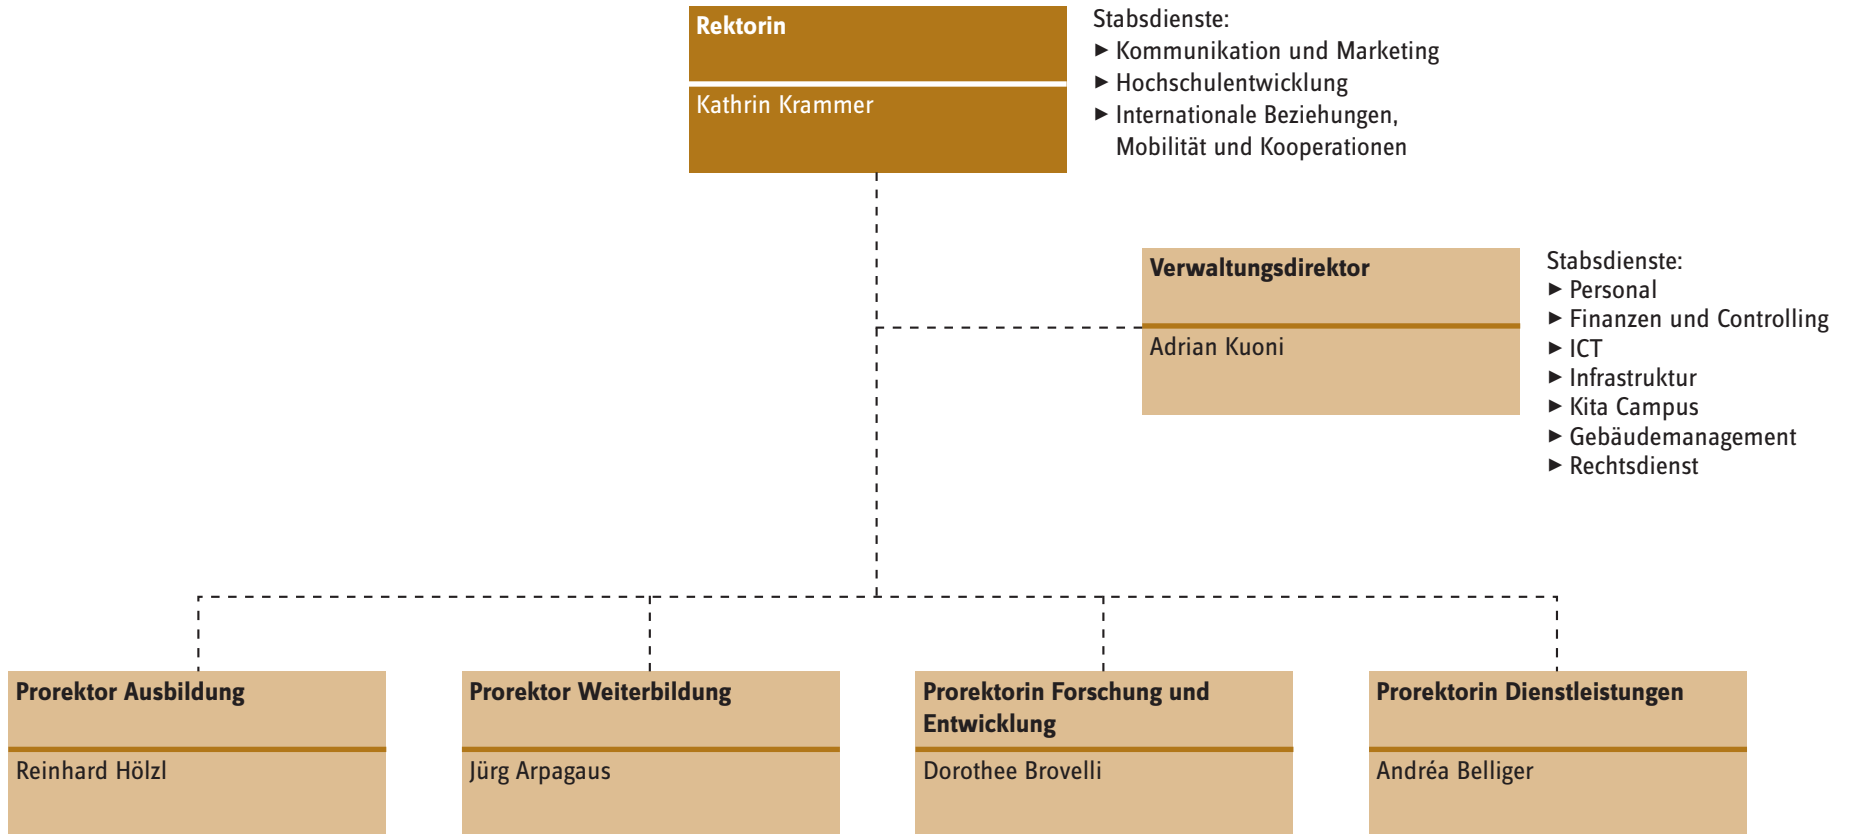 Rektorin
Kathrin Krammer
Stabsdienste:
► Kommunikation und Marketing
► Hochschulentwicklung
► Internationale Beziehungen,
Mobilität und Kooperationen
Verwaltungsdirektor
Adrian Kuoni
Stabsdienste:
► Personal
► Finanzen und Controlling
► ICT
► Infrastruktur
► Kita Campus
► Gebäudemanagement
► Rechtsdienst
Prorektor Ausbildung
Reinhard Hölzl
Prorektor Weiterbildung
Jürg Arpagaus
Prorektorin Forschung und
Entwicklung
Dorothee Brovelli
Prorektorin Dienstleistungen
Andréa Belliger